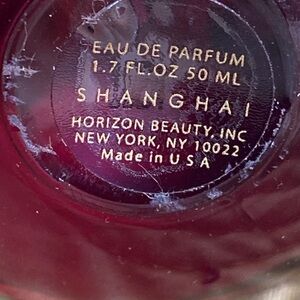 EAU DE PARFUM
1.7 FL.OZ 50 ML
SHANGHAI
HORIZON BEAUTY, INC
NEW YORK, NY 10022
Made in U S A